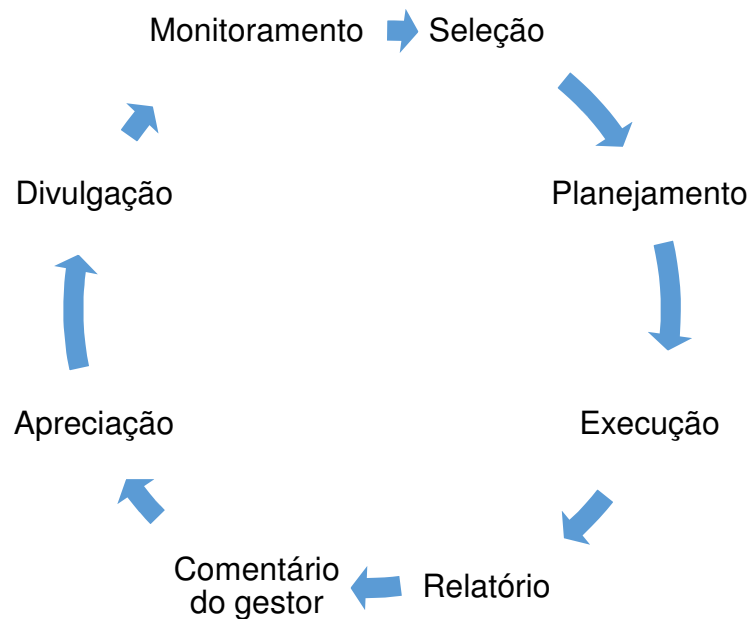 Monitoramento
Seleção
Planejamento
Execução
Relatório
Comentário
do gestor
Apreciação
Divulgação